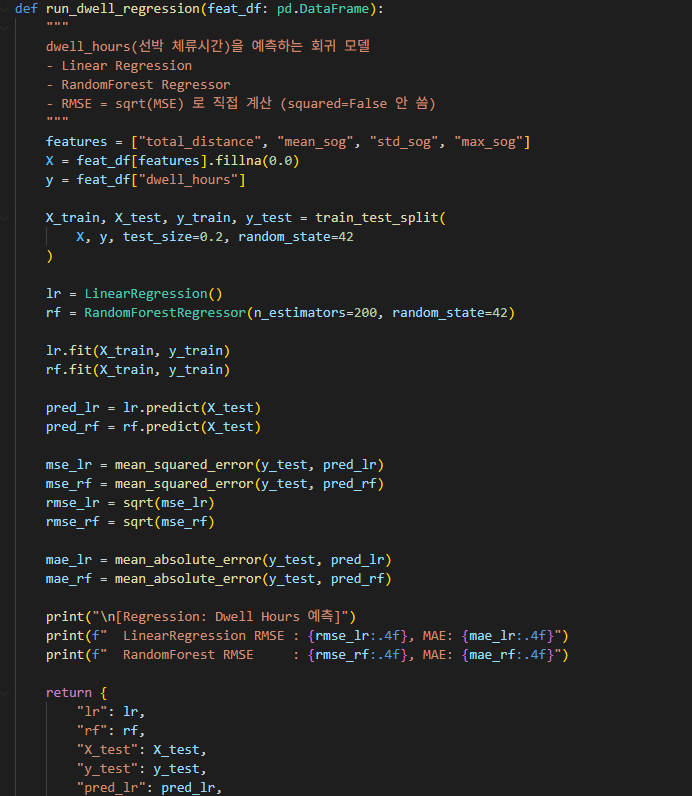 def run_dwell_regression(feat_df: pd.DataFrame):
    """
    dwell_hours(선박 체류시간)을 예측하는 회귀 모델
    - Linear Regression
    - RandomForest Regressor
    - RMSE = sqrt(MSE) 로 직접 계산 (squared=False 안 씀)
    """
    features = ["total_distance", "mean_sog", "std_sog", "max_sog"]
    X = feat_df[features].fillna(0.0)
    y = feat_df["dwell_hours"]

    X_train, X_test, y_train, y_test = train_test_split(
        X, y, test_size=0.2, random_state=42
    )

    lr = LinearRegression()
    rf = RandomForestRegressor(n_estimators=200, random_state=42)

    lr.fit(X_train, y_train)
    rf.fit(X_train, y_train)

    pred_lr = lr.predict(X_test)
    pred_rf = rf.predict(X_test)

    mse_lr = mean_squared_error(y_test, pred_lr)
    mse_rf = mean_squared_error(y_test, pred_rf)
    rmse_lr = sqrt(mse_lr)
    rmse_rf = sqrt(mse_rf)

    mae_lr = mean_absolute_error(y_test, pred_lr)
    mae_rf = mean_absolute_error(y_test, pred_rf)

    print("\n[Regression: Dwell Hours 예측]")
    print(f"  LinearRegression RMSE : {rmse_lr:.4f}, MAE: {mae_lr:.4f}")
    print(f"  RandomForest RMSE     : {rmse_rf:.4f}, MAE: {mae_rf:.4f}")

    return {
        "lr": lr,
        "rf": rf,
        "X_test": X_test,
        "y_test": y_test,
        "pred_lr": pred_lr,